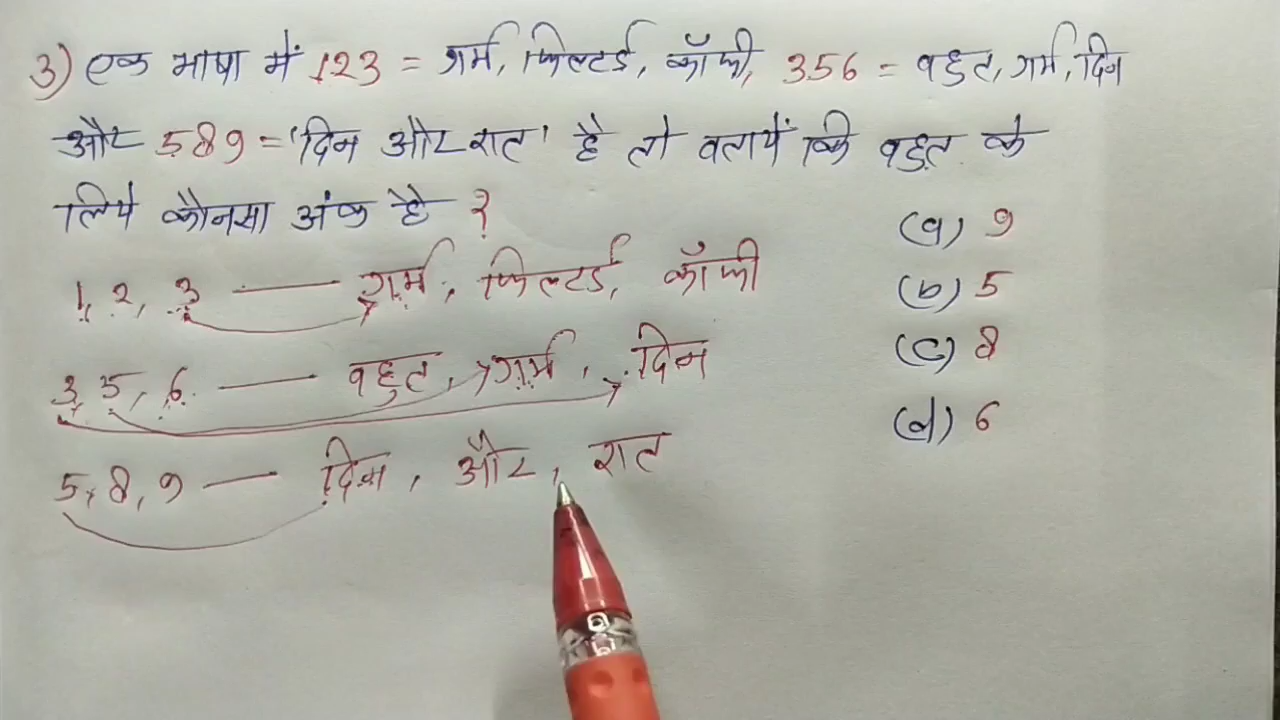 3) एक भाषा में 123 = गर्म, फिल्टर्ड, कॉफी, 356 = बहुत, गर्म, दिन
और 589 = 'दिन और रात' है तो बतायें कि बहुत के
लिये कौनसा अंक है ?
(a) 9
(b) 5
(c) 8
(d) 6
1, 2, 3 — गर्म, फिल्टर्ड, कॉफी
3, 5, 6 — बहुत, गर्म, दिन
5, 8, 9 — दिन, और, रात